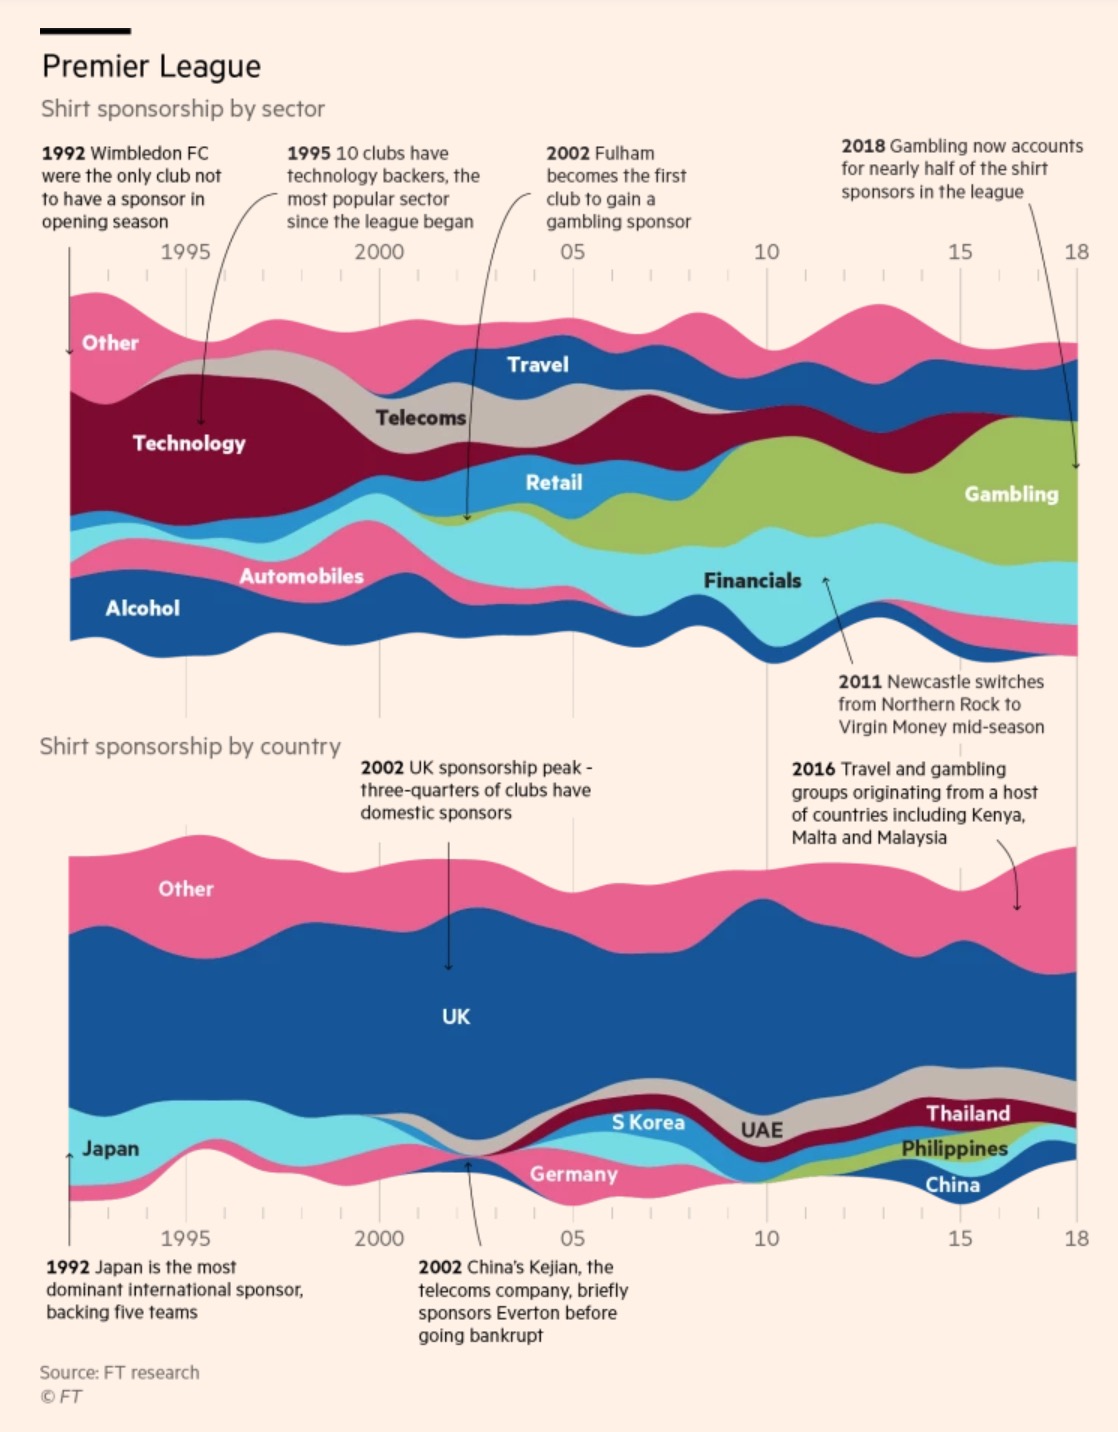 Premier League
Shirt sponsorship by sector
1992 Wimbledon FC
were the only club not
to have a sponsor in
opening season
1995 10 clubs have
technology backers, the
most popular sector
since the league began
2002 Fulham
becomes the first
club to gain a
gambling sponsor
2018 Gambling now accounts
for nearly half of the shirt
sponsors in the league
1995 2000 05 10 15 18
Other
Travel
Telecoms
Technology
Retail
Gambling
Automobiles
Financials
Alcohol
2011 Newcastle switches
from Northern Rock to
Virgin Money mid-season
Shirt sponsorship by country
2002 UK sponsorship peak -
three-quarters of clubs have
domestic sponsors
2016 Travel and gambling
groups originating from a host
of countries including Kenya,
Malta and Malaysia
Other
UK
Japan
S Korea
UAE
Thailand
Philippines
Germany
China
1995 2000 05 10 15 18
1992 Japan is the most
dominant international sponsor,
backing five teams
2002 China's Kejian, the
telecoms company, briefly
sponsors Everton before
going bankrupt
Source: FT research
© FT